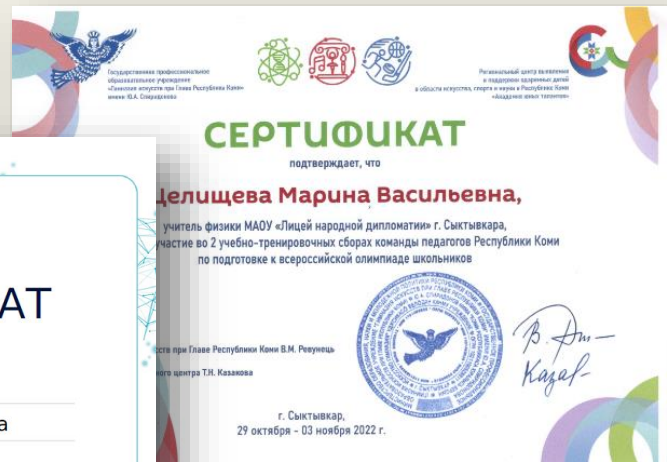 Государственное профессиональное
образовательное учреждение
«Гимназия искусств при Главе Республики Коми»
имени Ю.А. Спиридонова
Региональный центр выявления
и поддержки одаренных детей
в области искусства, спорта и науки в Республике Коми
«Академия юных талантов»
СЕРТИФИКАТ
подтверждает, что
Целищева Марина Васильевна,
учитель физики МАОУ «Лицей народной дипломатии» г. Сыктывкара,
участие во 2 учебно-тренировочных сборах команды педагогов Республики Коми
по подготовке к всероссийской олимпиаде школьников
при Главе Республики Коми В.М. Ревунець
центра Т.Н. Казакова
г. Сыктывкар,
29 октября - 03 ноября 2022 г.
АТ
а